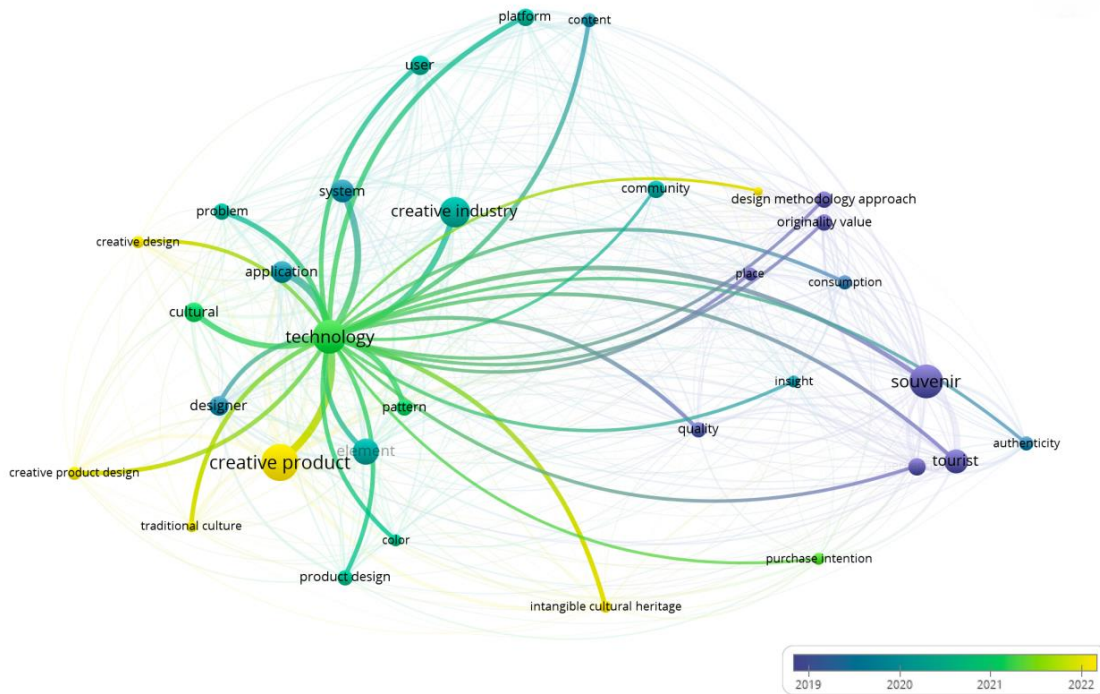 platform
content
user
system
community
design methodology approach
creative industry
problem
originality value
creative design
application
place
consumption
cultural
technology
souvenir
insight
designer
pattern
quality
authenticity
element
creative product
tourist
creative product design
traditional culture
color
purchase intention
product design
intangible cultural heritage
2019
2020
2021
2022